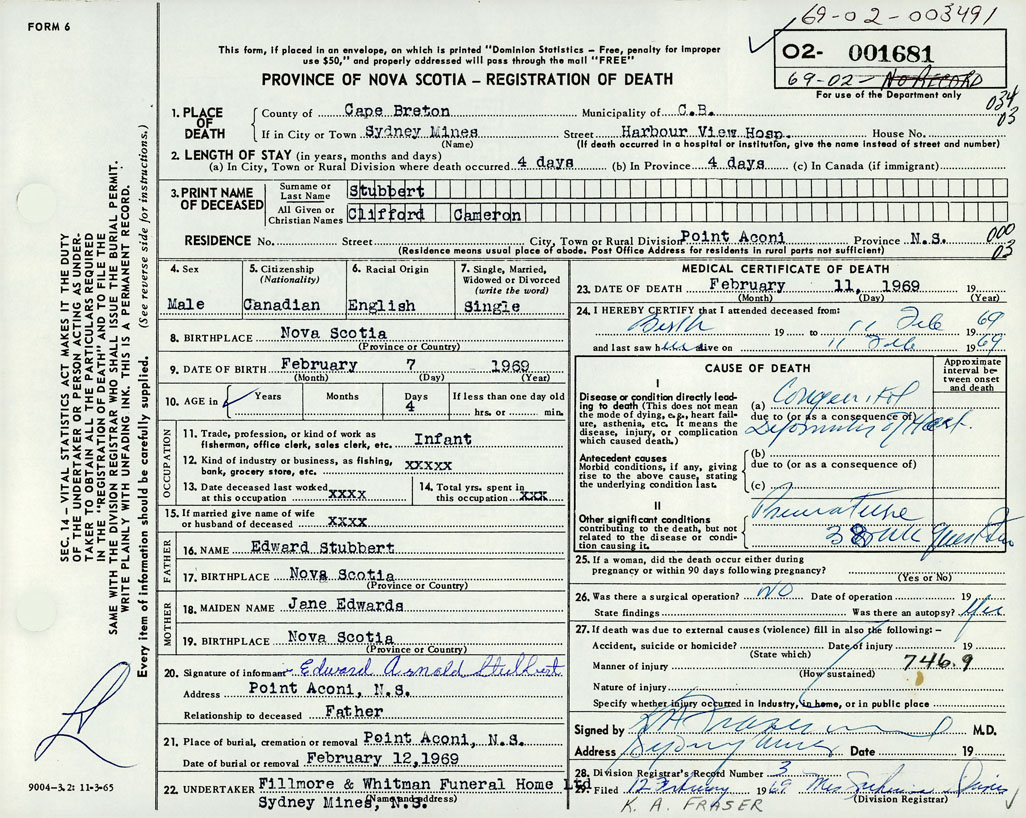 FORM 6
69-02-003491
This form, if placed in an envelope, on which is printed "Dominion Statistics – Free, penalty for improper
use $50," and properly addressed will pass through the mail "FREE"
02- 001681
69-02- No RECORD
For use of the Department only
PROVINCE OF NOVA SCOTIA – REGISTRATION OF DEATH
034
03
1. PLACE OF DEATH
County of Cape Breton Municipality of C.B.
If in City or Town Sydney Mines Street Harbour View Hosp. House No.
(Name) (If death occurred in a hospital or institution, give the name instead of street and number)
2. LENGTH OF STAY (in years, months and days)
(a) In City, Town or Rural Division where death occurred 4 days (b) In Province 4 days (c) In Canada (if immigrant)
3. PRINT NAME OF DECEASED
Surname or Last Name Stubbert
All Given or Christian Names Clifford Cameron
RESIDENCE No. Street City, Town or Rural Division Point Aconi Province N.S.
000
03
(Residence means usual place of abode. Post Office Address for residents in rural parts not sufficient)
4. Sex
Male
5. Citizenship
(Nationality)
Canadian
6. Racial Origin
English
7. Single, Married,
Widowed or Divorced
(write the word)
Single
8. BIRTHPLACE Nova Scotia
(Province or Country)
9. DATE OF BIRTH February 7 1969
(Month) (Day) (Year)
10. AGE in Years Months Days If less than one day old
4 hrs. or min.
OCCUPATION
11. Trade, profession, or kind of work as
fisherman, office clerk, sales clerk, etc. Infant
12. Kind of industry or business, as fishing,
bank, grocery store, etc. xxxxx
13. Date deceased last worked
at this occupation xxxx
14. Total yrs. spent in
this occupation xxx
15. If married give name of wife
or husband of deceased xxxx
FATHER
16. NAME Edward Stubbert
17. BIRTHPLACE Nova Scotia
(Province or Country)
MOTHER
18. MAIDEN NAME Jane Edwards
19. BIRTHPLACE Nova Scotia
(Province or Country)
20. Signature of informant Edward Arnold Stubbert
Address Point Aconi, N.S.
Relationship to deceased Father
21. Place of burial, cremation or removal Point Aconi, N.S.
Date of burial or removal February 12,1969
22. UNDERTAKER Fillmore & Whitman Funeral Home Ltd
Sydney Mines, N.S.
(Name and address)
MEDICAL CERTIFICATE OF DEATH
23. DATE OF DEATH February 11, 1969 19
(Month) (Day) (Year)
24. I HEREBY CERTIFY that I attended deceased from:
Birth 19 to 11 Feb 1969
and last saw him alive on 11 Feb 1969
CAUSE OF DEATH
Approximate
interval be-
tween onset
and death
I
Disease or condition directly lead-
ing to death (This does not mean
the mode of dying, e.g., heart fail-
ure, asthenia, etc. It means the
disease, injury, or complication
which caused death.)
(a) Congenital
due to (or as a consequence of)
Deformities of Heart.
Antecedent causes
Morbid conditions, if any, giving
rise to the above cause, stating
the underlying condition last.
(b)
due to (or as a consequence of)
(c)
II
Other significant conditions
contributing to the death, but not
related to the disease or condi-
tion causing it.
Premature
38
25. If a woman, did the death occur either during
pregnancy or within 90 days following pregnancy?
(Yes or No)
26. Was there a surgical operation? NO Date of operation 19
State findings Was there an autopsy? Yes
27. If death was due to external causes (violence) fill in also the following:–
Accident, suicide or homicide? Date of injury 19
(State which)
Manner of injury 746.9
(How sustained)
Nature of injury
Specify whether injury occurred in industry, in home, or in public place
Signed by K A Fraser M.D.
Address Sydney Mines Date 19
28. Division Registrar's Record Number 3
29. Filed 12 February 1969 Mrs
(Division Registrar)
K. A. FRASER
SEC. 14 – VITAL STATISTICS ACT MAKES IT THE DUTY
OF THE UNDERTAKER OR PERSON ACTING AS UNDER-
TAKER TO OBTAIN ALL THE PARTICULARS REQUIRED
IN THE "REGISTRATION OF DEATH" AND TO FILE THE
SAME WITH THE DIVISION REGISTRAR WHO SHALL ISSUE THE BURIAL PERMIT.
WRITE PLAINLY WITH UNFADING INK. THIS IS A PERMANENT RECORD.
Every item of information should be carefully supplied. (See reverse side for instructions.)
9004-3.21 11-3-65